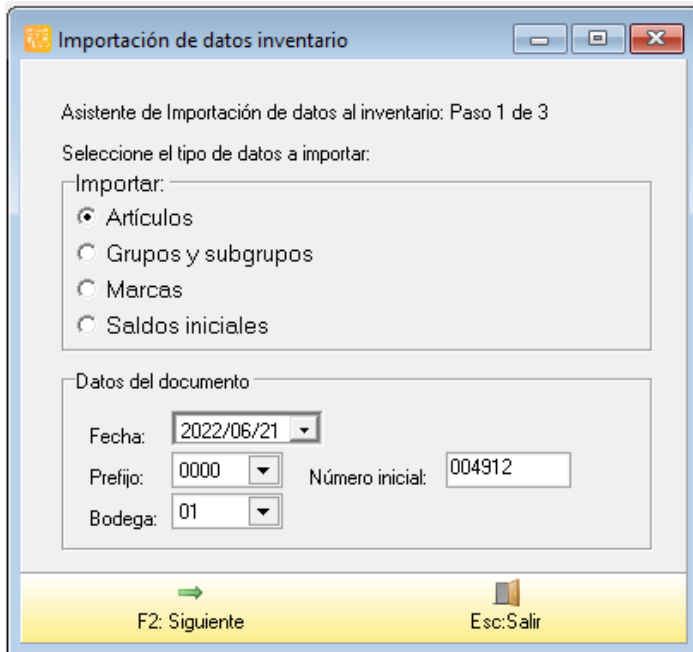 Importación de datos inventario
Asistente de Importación de datos al inventario: Paso 1 de 3
Seleccione el tipo de datos a importar:
Importar:
Artículos
Grupos y subgrupos
Marcas
Saldos iniciales
Datos del documento
Fecha: 2022/06/21
Prefijo: 0000 Número inicial: 004912
Bodega: 01
F2: Siguiente Esc:Salir